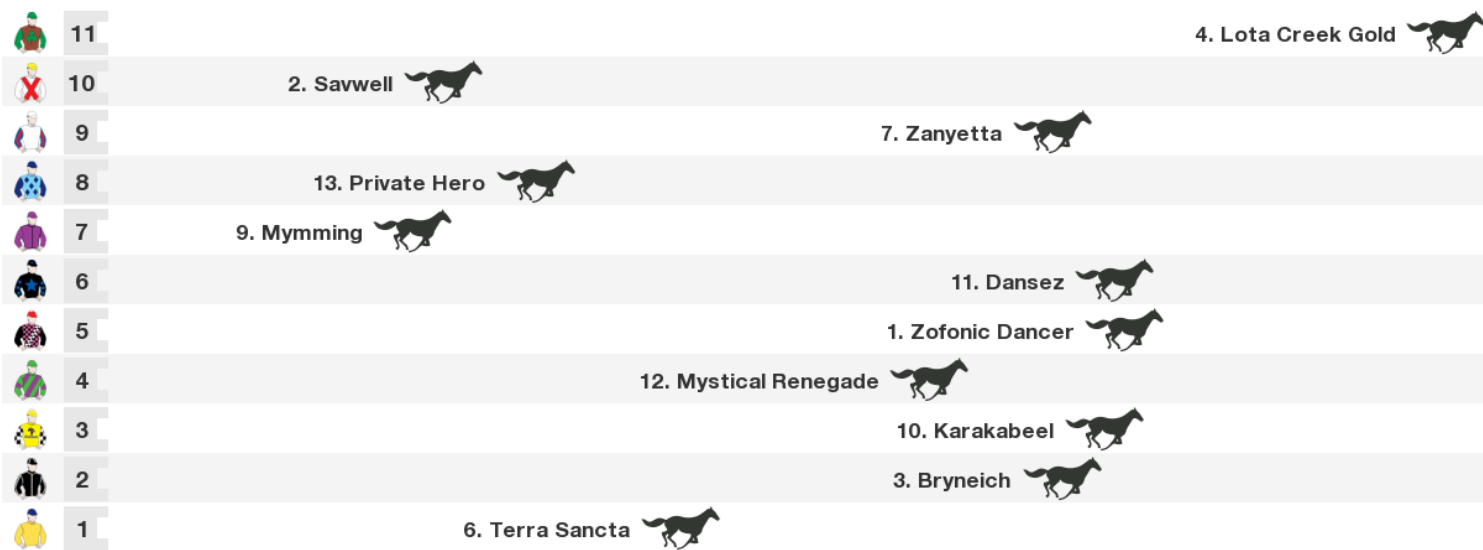 11 4. Lota Creek Gold
10 2. Savwell
9 7. Zanyetta
8 13. Private Hero
7 9. Mymming
6 11. Dansez
5 1. Zofonic Dancer
4 12. Mystical Renegade
3 10. Karakabeel
2 3. Bryneich
1 6. Terra Sancta